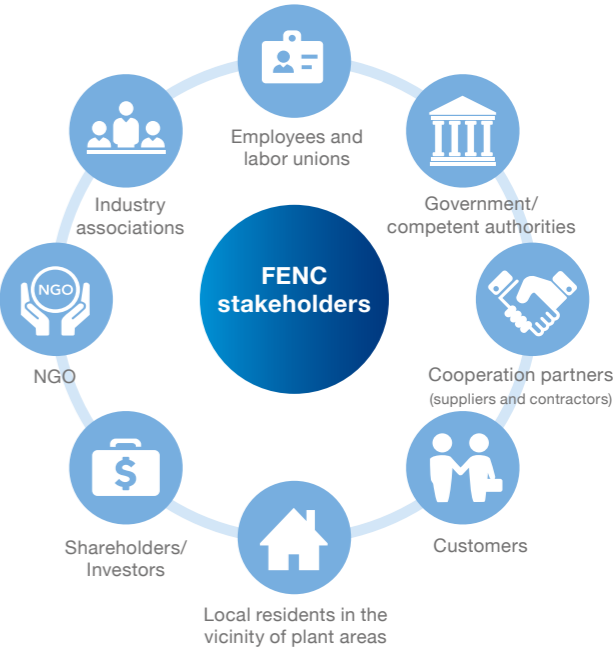 Employees and
labor unions
Government/
competent authorities
Industry
associations
FENC
stakeholders
NGO
NGO
Cooperation partners
(suppliers and contractors)
$
Shareholders/
Investors
Customers
Local residents in the
vicinity of plant areas